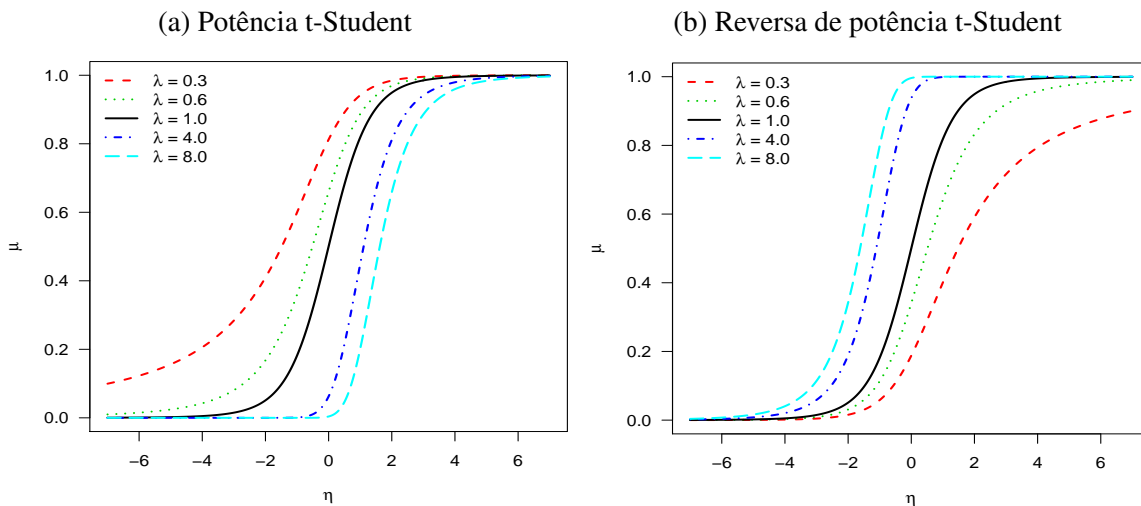 (a) Potência t-Student
1.0
0.8
0.6
0.4
0.2
0.0
μ
λ = 0.3
λ = 0.6
λ = 1.0
λ = 4.0
λ = 8.0
−6 −4 −2 0 2 4 6
η
(b) Reversa de potência t-Student
1.0
0.8
0.6
0.4
0.2
0.0
μ
λ = 0.3
λ = 0.6
λ = 1.0
λ = 4.0
λ = 8.0
−6 −4 −2 0 2 4 6
η